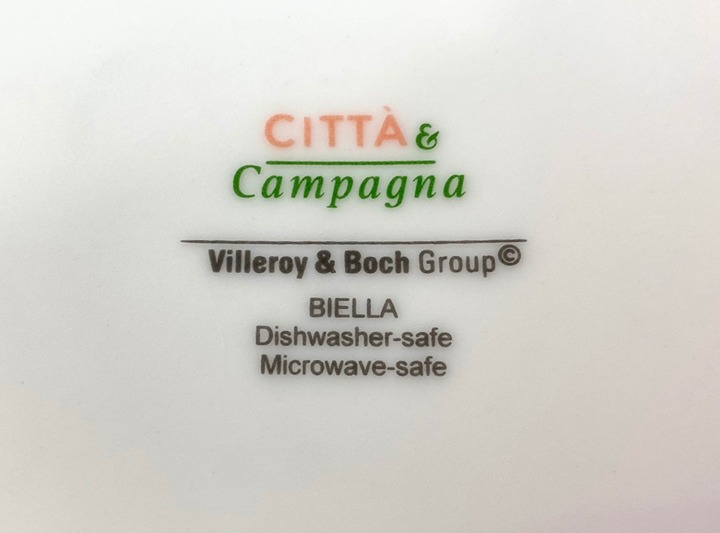 CITTÀ &
Campagna
Villeroy & Boch Group©
BIELLA
Dishwasher-safe
Microwave-safe